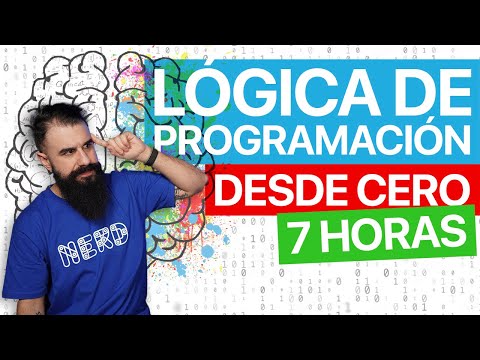 LÓGICA DE
PROGRAMACIÓN
DESDE CERO
7 HORAS
NERD